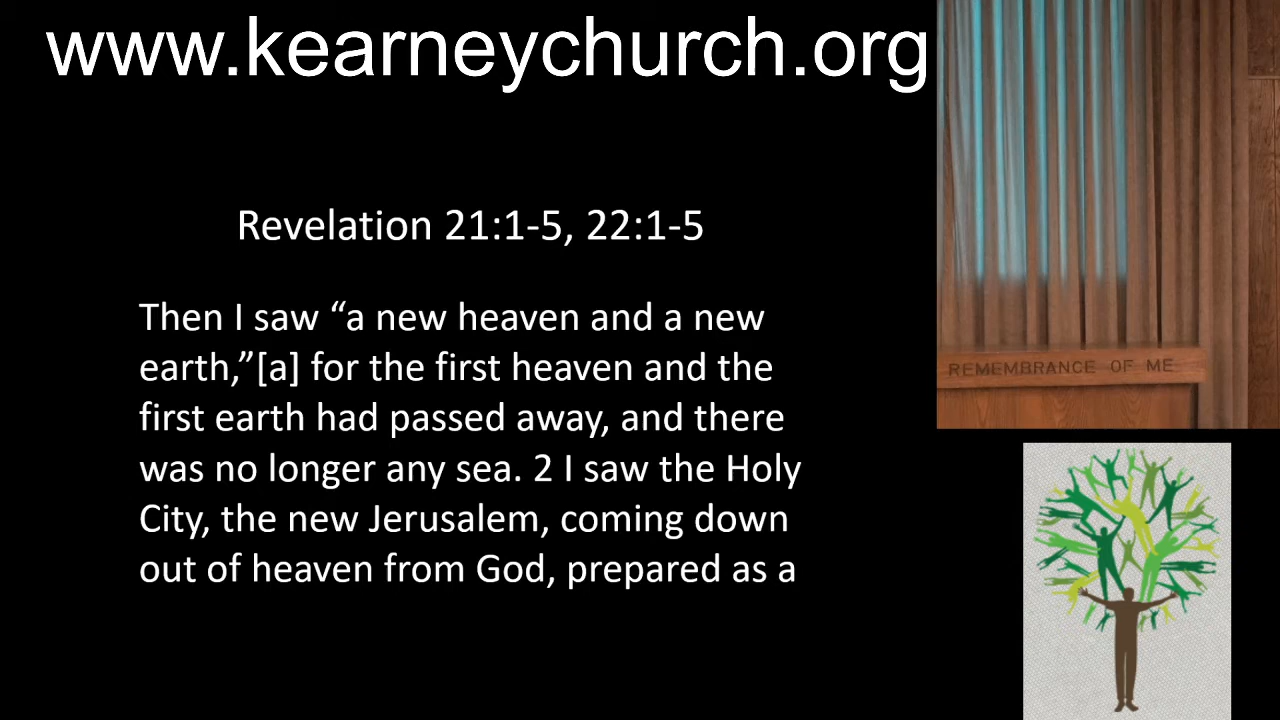 www.kearneychurch.org
Revelation 21:1-5, 22:1-5
Then I saw “a new heaven and a new
earth,”[a] for the first heaven and the
first earth had passed away, and there
was no longer any sea. 2 I saw the Holy
City, the new Jerusalem, coming down
out of heaven from God, prepared as a
REMEMBRANCE OF ME